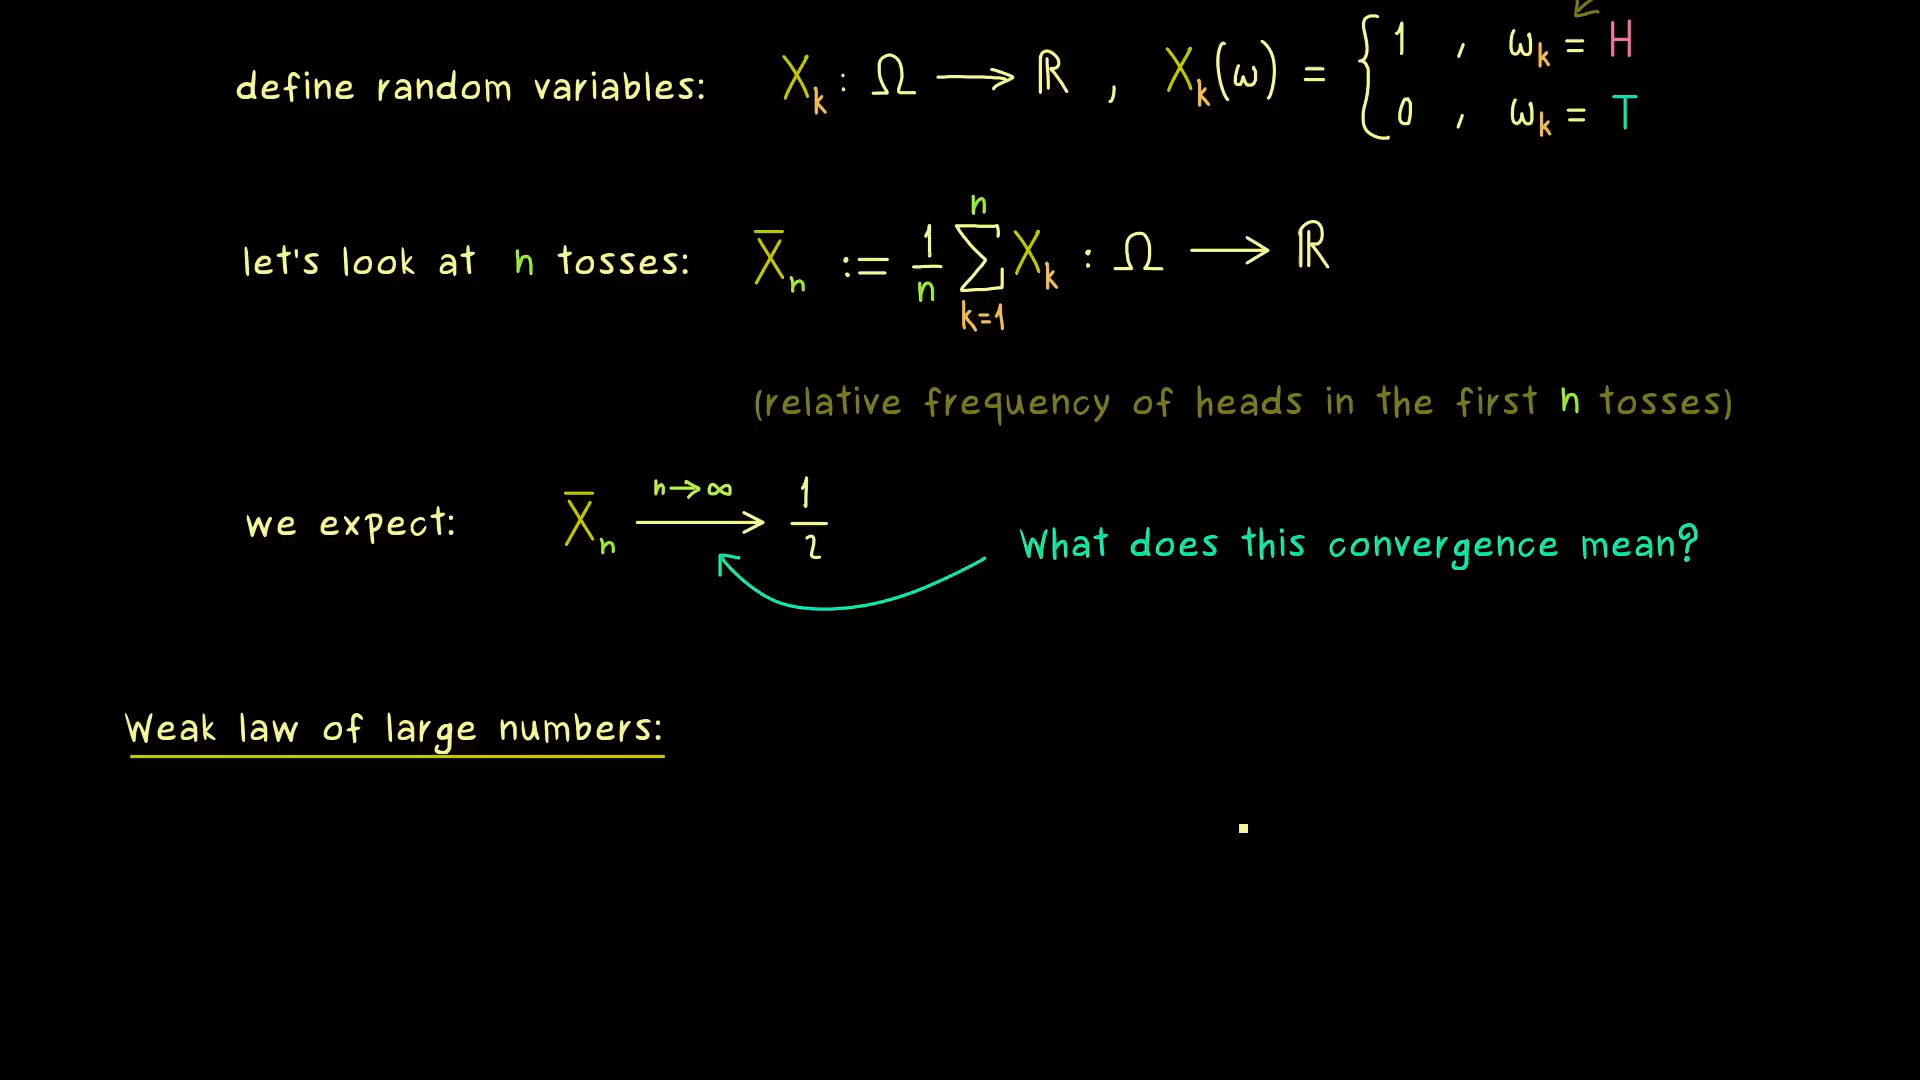 define random variables: X_k : Ω ⟶ ℝ , X_k(ω) = { 1 , ω_k = H
0 , ω_k = T
let's look at n tosses: X̅_n := 1/n ∑_{k=1}^{n} X_k : Ω ⟶ ℝ
(relative frequency of heads in the first n tosses)
we expect: X̅_n ⟶^{n→∞} 1/2 What does this convergence mean?
Weak law of large numbers: